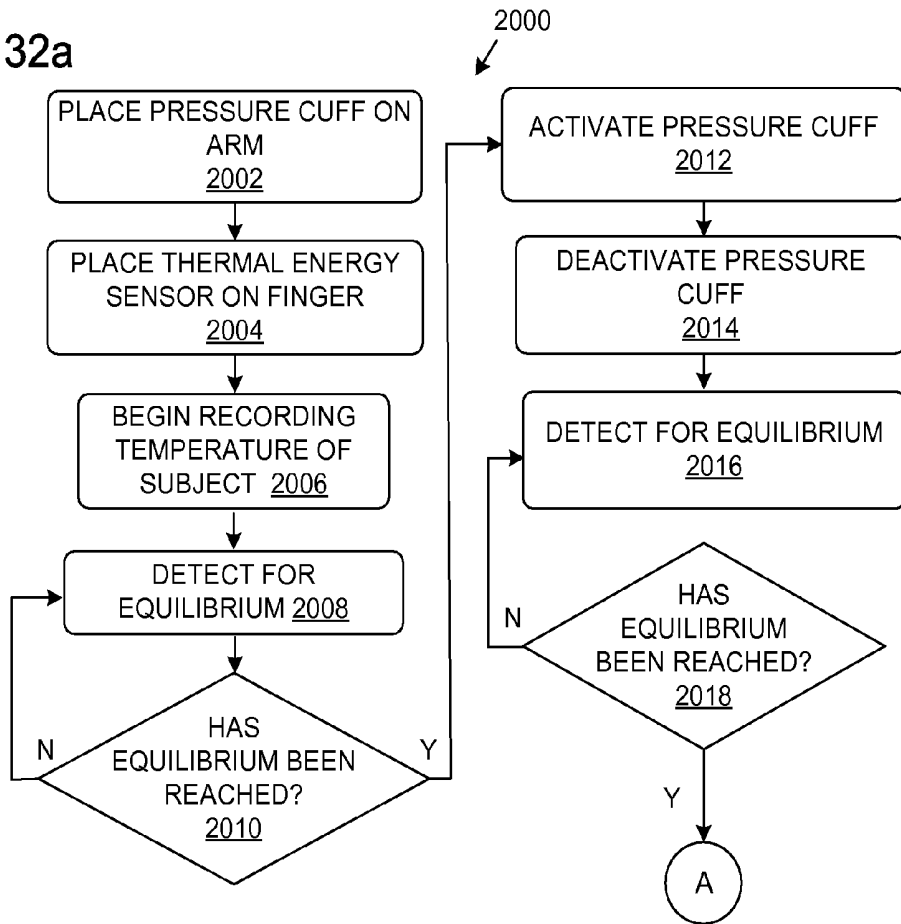 32a
2000
PLACE PRESSURE CUFF ON
ARM
2002
PLACE THERMAL ENERGY
SENSOR ON FINGER
2004
BEGIN RECORDING
TEMPERATURE OF
SUBJECT 2006
DETECT FOR
EQUILIBRIUM 2008
HAS
EQUILIBRIUM BEEN
REACHED?
2010
N
Y
ACTIVATE PRESSURE CUFF
2012
DEACTIVATE PRESSURE
CUFF
2014
DETECT FOR EQUILIBRIUM
2016
HAS
EQUILIBRIUM
BEEN REACHED?
2018
N
Y
A